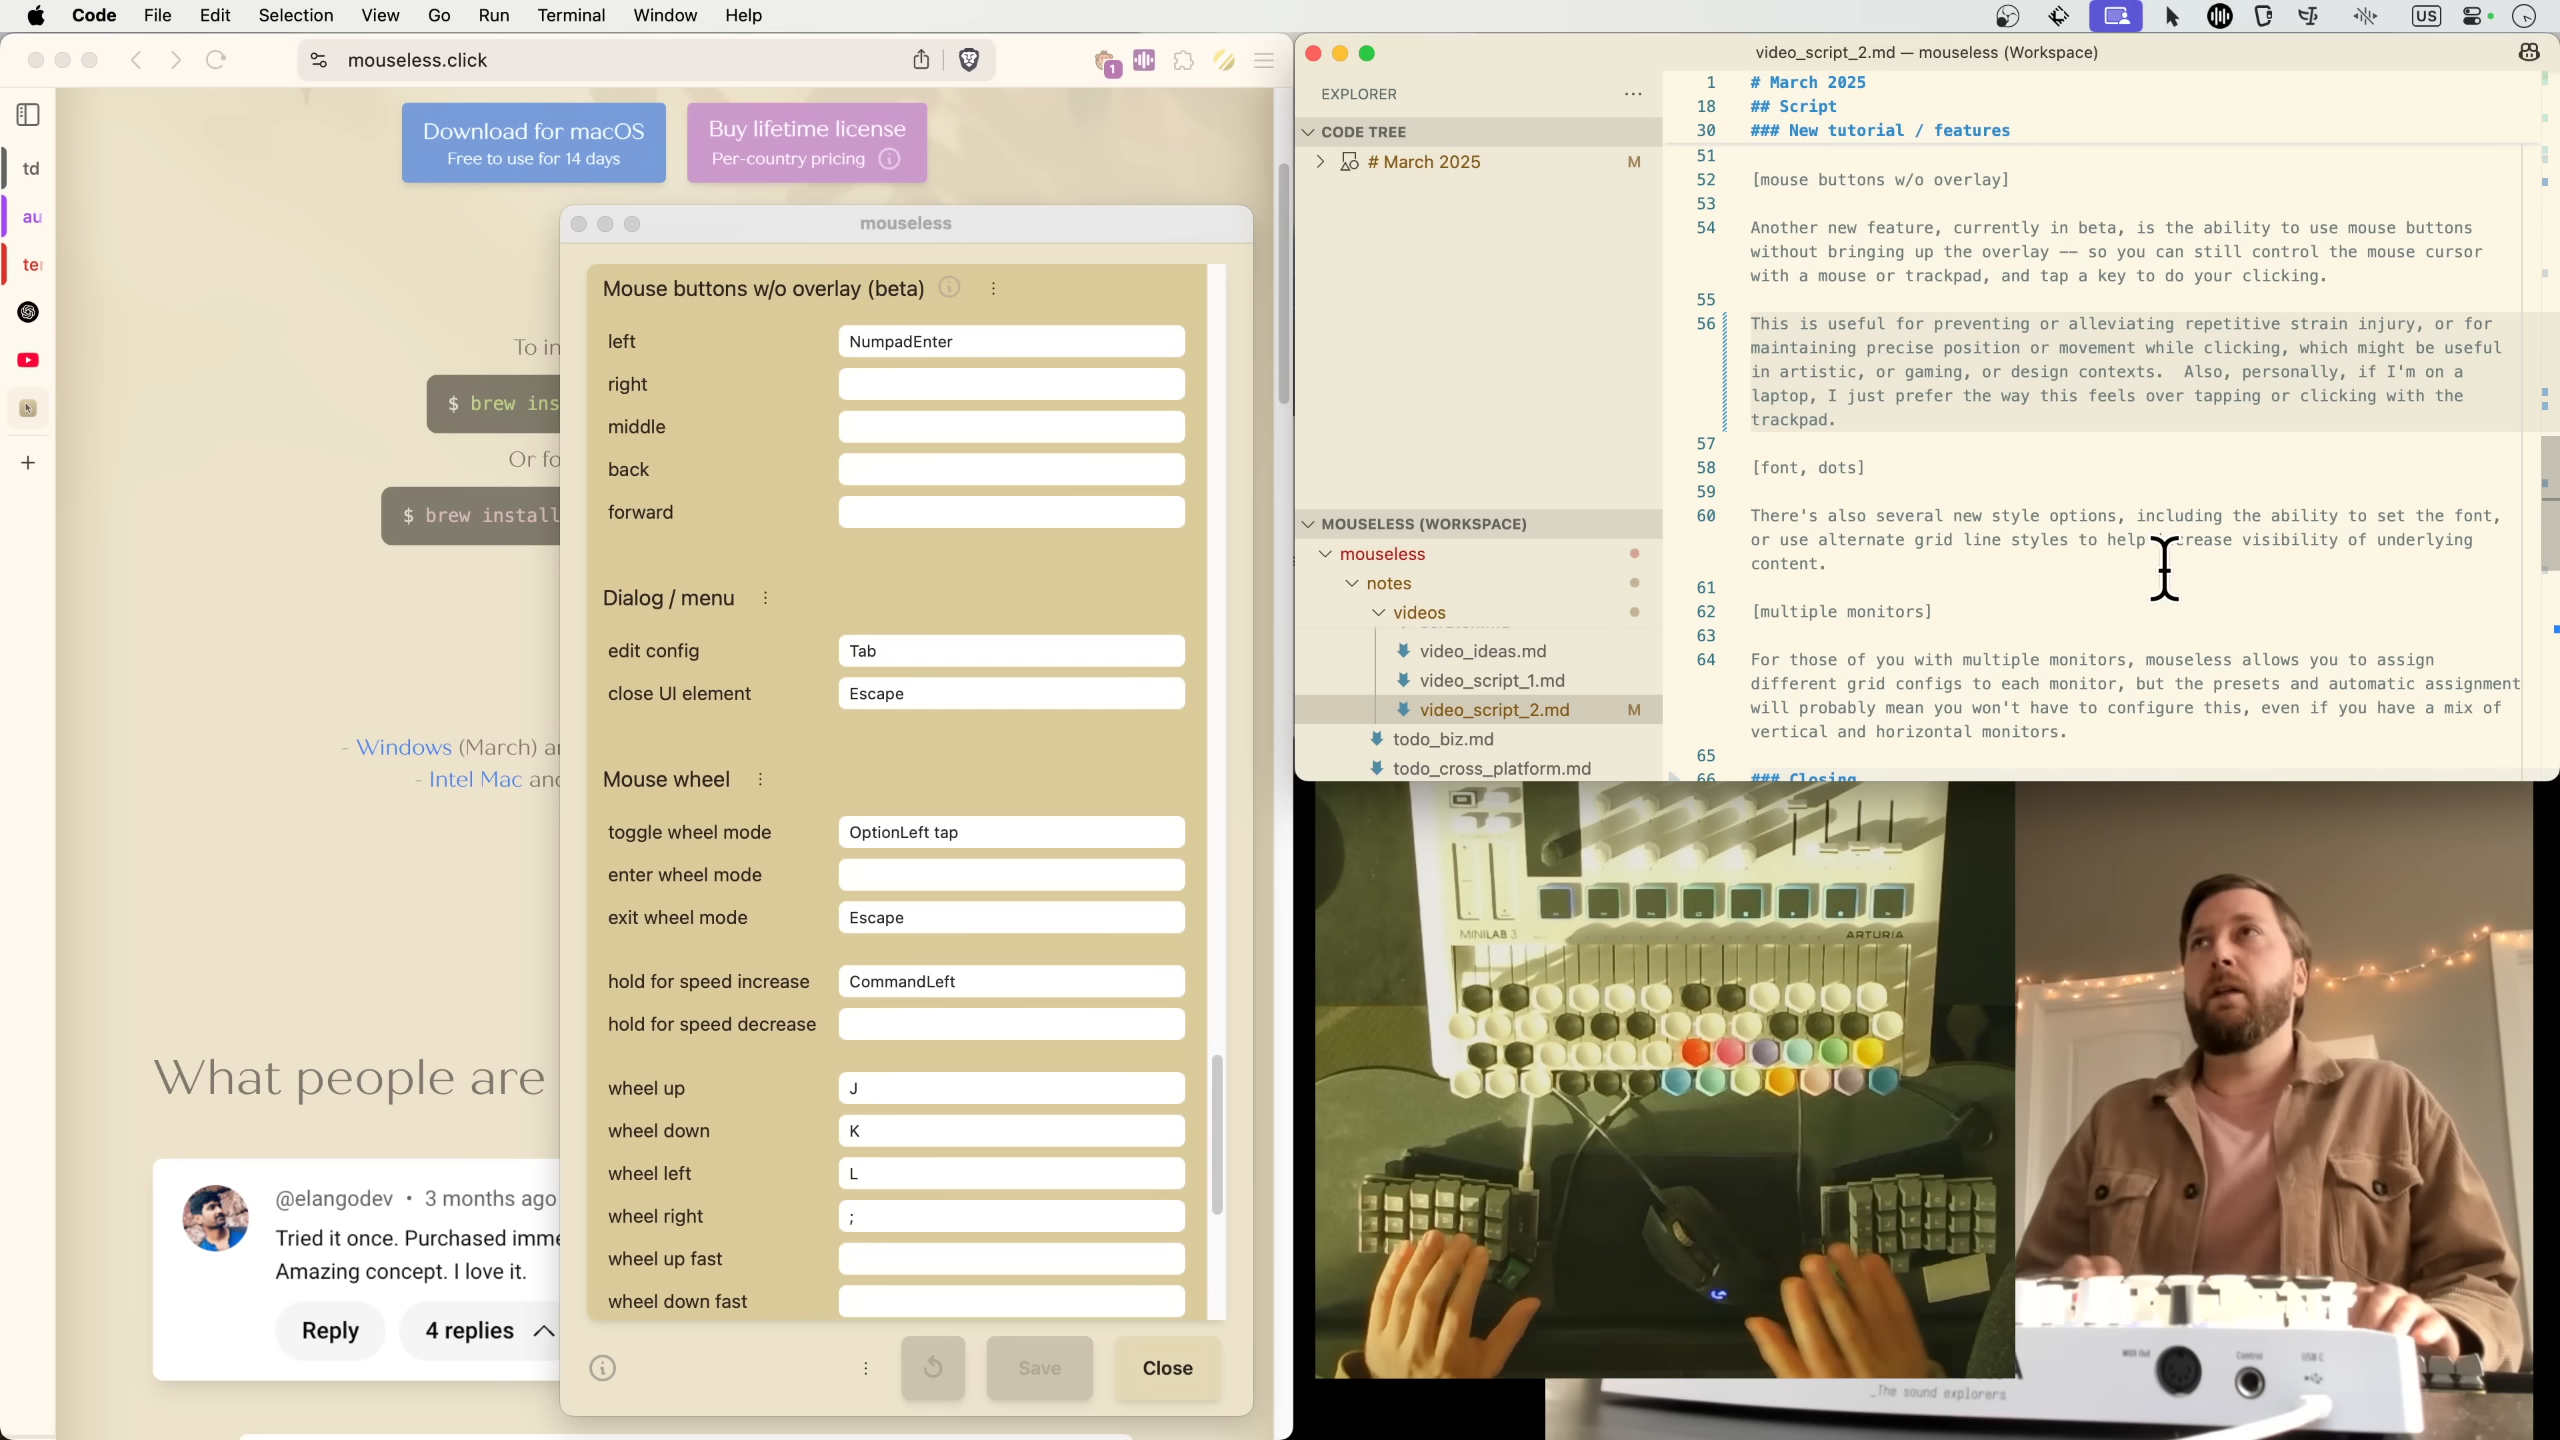 Code File Edit Selection View Go Run Terminal Window Help
US
mouseless.click
1
td
au
Download for macOS
Free to use for 14 days
Buy lifetime license
Per-country pricing
To in
$ brew ins
Or fo
$ brew install
- Windows (March) an
- Intel Mac and
What people are
@elangodev • 3 months ago
Tried it once. Purchased imme
Amazing concept. I love it.
Reply
4 replies
mouseless
Mouse buttons w/o overlay (beta)
left NumpadEnter
right
middle
back
forward
Dialog / menu
edit config Tab
close UI element Escape
Mouse wheel
toggle wheel mode OptionLeft tap
enter wheel mode
exit wheel mode Escape
hold for speed increase CommandLeft
hold for speed decrease
wheel up J
wheel down K
wheel left L
wheel right ;
wheel up fast
wheel down fast
Save
Close
video_script_2.md — mouseless (Workspace)
EXPLORER
CODE TREE
# March 2025 M
MOUSELESS (WORKSPACE)
mouseless
notes
videos
video_ideas.md
video_script_1.md
video_script_2.md M
todo_biz.md
todo_cross_platform.md
1 # March 2025
18 ## Script
30 ### New tutorial / features
51
52 [mouse buttons w/o overlay]
53
54 Another new feature, currently in beta, is the ability to use mouse buttons
without bringing up the overlay -- so you can still control the mouse cursor
with a mouse or trackpad, and tap a key to do your clicking.
55
56 This is useful for preventing or alleviating repetitive strain injury, or for
maintaining precise position or movement while clicking, which might be useful
in artistic, or gaming, or design contexts. Also, personally, if I'm on a
laptop, I just prefer the way this feels over tapping or clicking with the
trackpad.
57
58 [font, dots]
59
60 There's also several new style options, including the ability to set the font,
or use alternate grid line styles to help crease visibility of underlying
content.
61
62 [multiple monitors]
63
64 For those of you with multiple monitors, mouseless allows you to assign
different grid configs to each monitor, but the presets and automatic assignment
will probably mean you won't have to configure this, even if you have a mix of
vertical and horizontal monitors.
65
66 ### Closing
MINILAB 3
ARTURIA
MIDI Out
Control
USB C
_The sound explorers